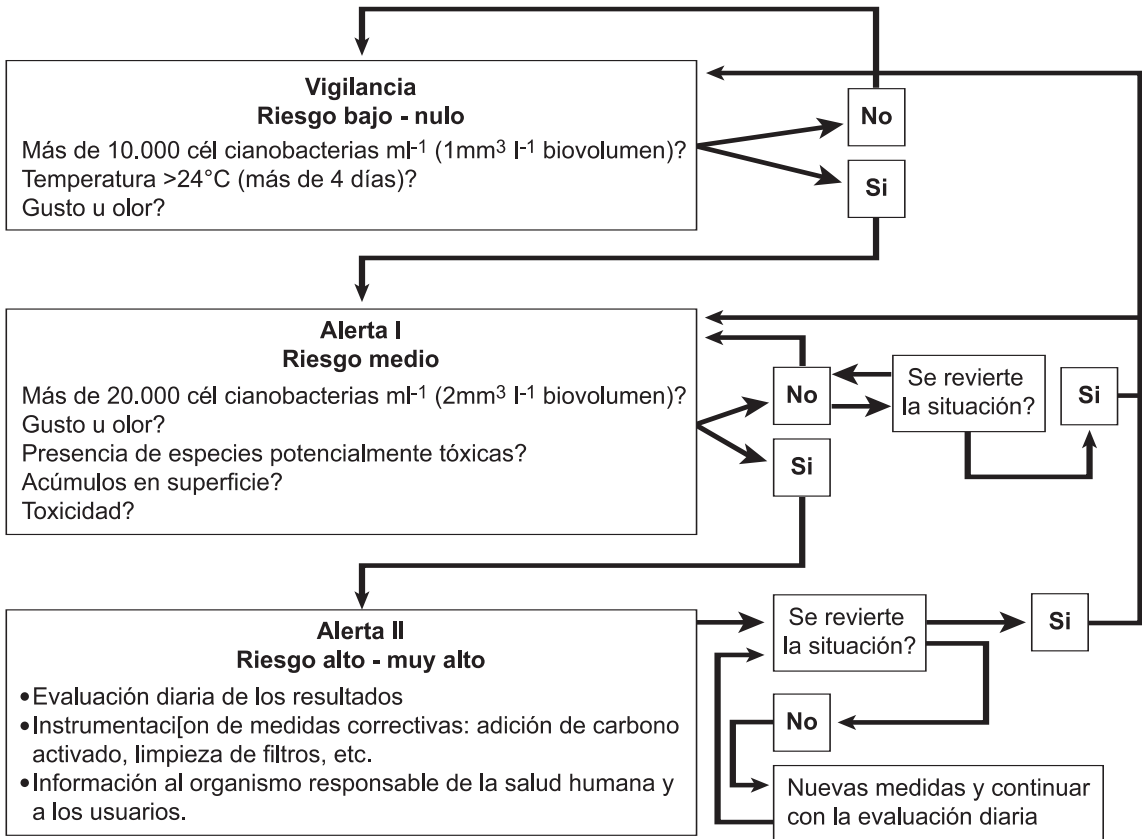 Vigilancia
Riesgo bajo - nulo
Más de 10.000 cél cianobacterias ml⁻¹ (1mm³ l⁻¹ biovolumen)?
Temperatura >24°C (más de 4 días)?
Gusto u olor?
No
Si
Alerta I
Riesgo medio
Más de 20.000 cél cianobacterias ml⁻¹ (2mm³ l⁻¹ biovolumen)?
Gusto u olor?
Presencia de especies potencialmente tóxicas?
Acúmulos en superficie?
Toxicidad?
No
Si
Se revierte
la situación?
Si
Alerta II
Riesgo alto - muy alto
•Evaluación diaria de los resultados
•Instrumentaci[on de medidas correctivas: adición de carbono
activado, limpieza de filtros, etc.
•Información al organismo responsable de la salud humana y
a los usuarios.
Se revierte
la situación?
Si
No
Nuevas medidas y continuar
con la evaluación diaria